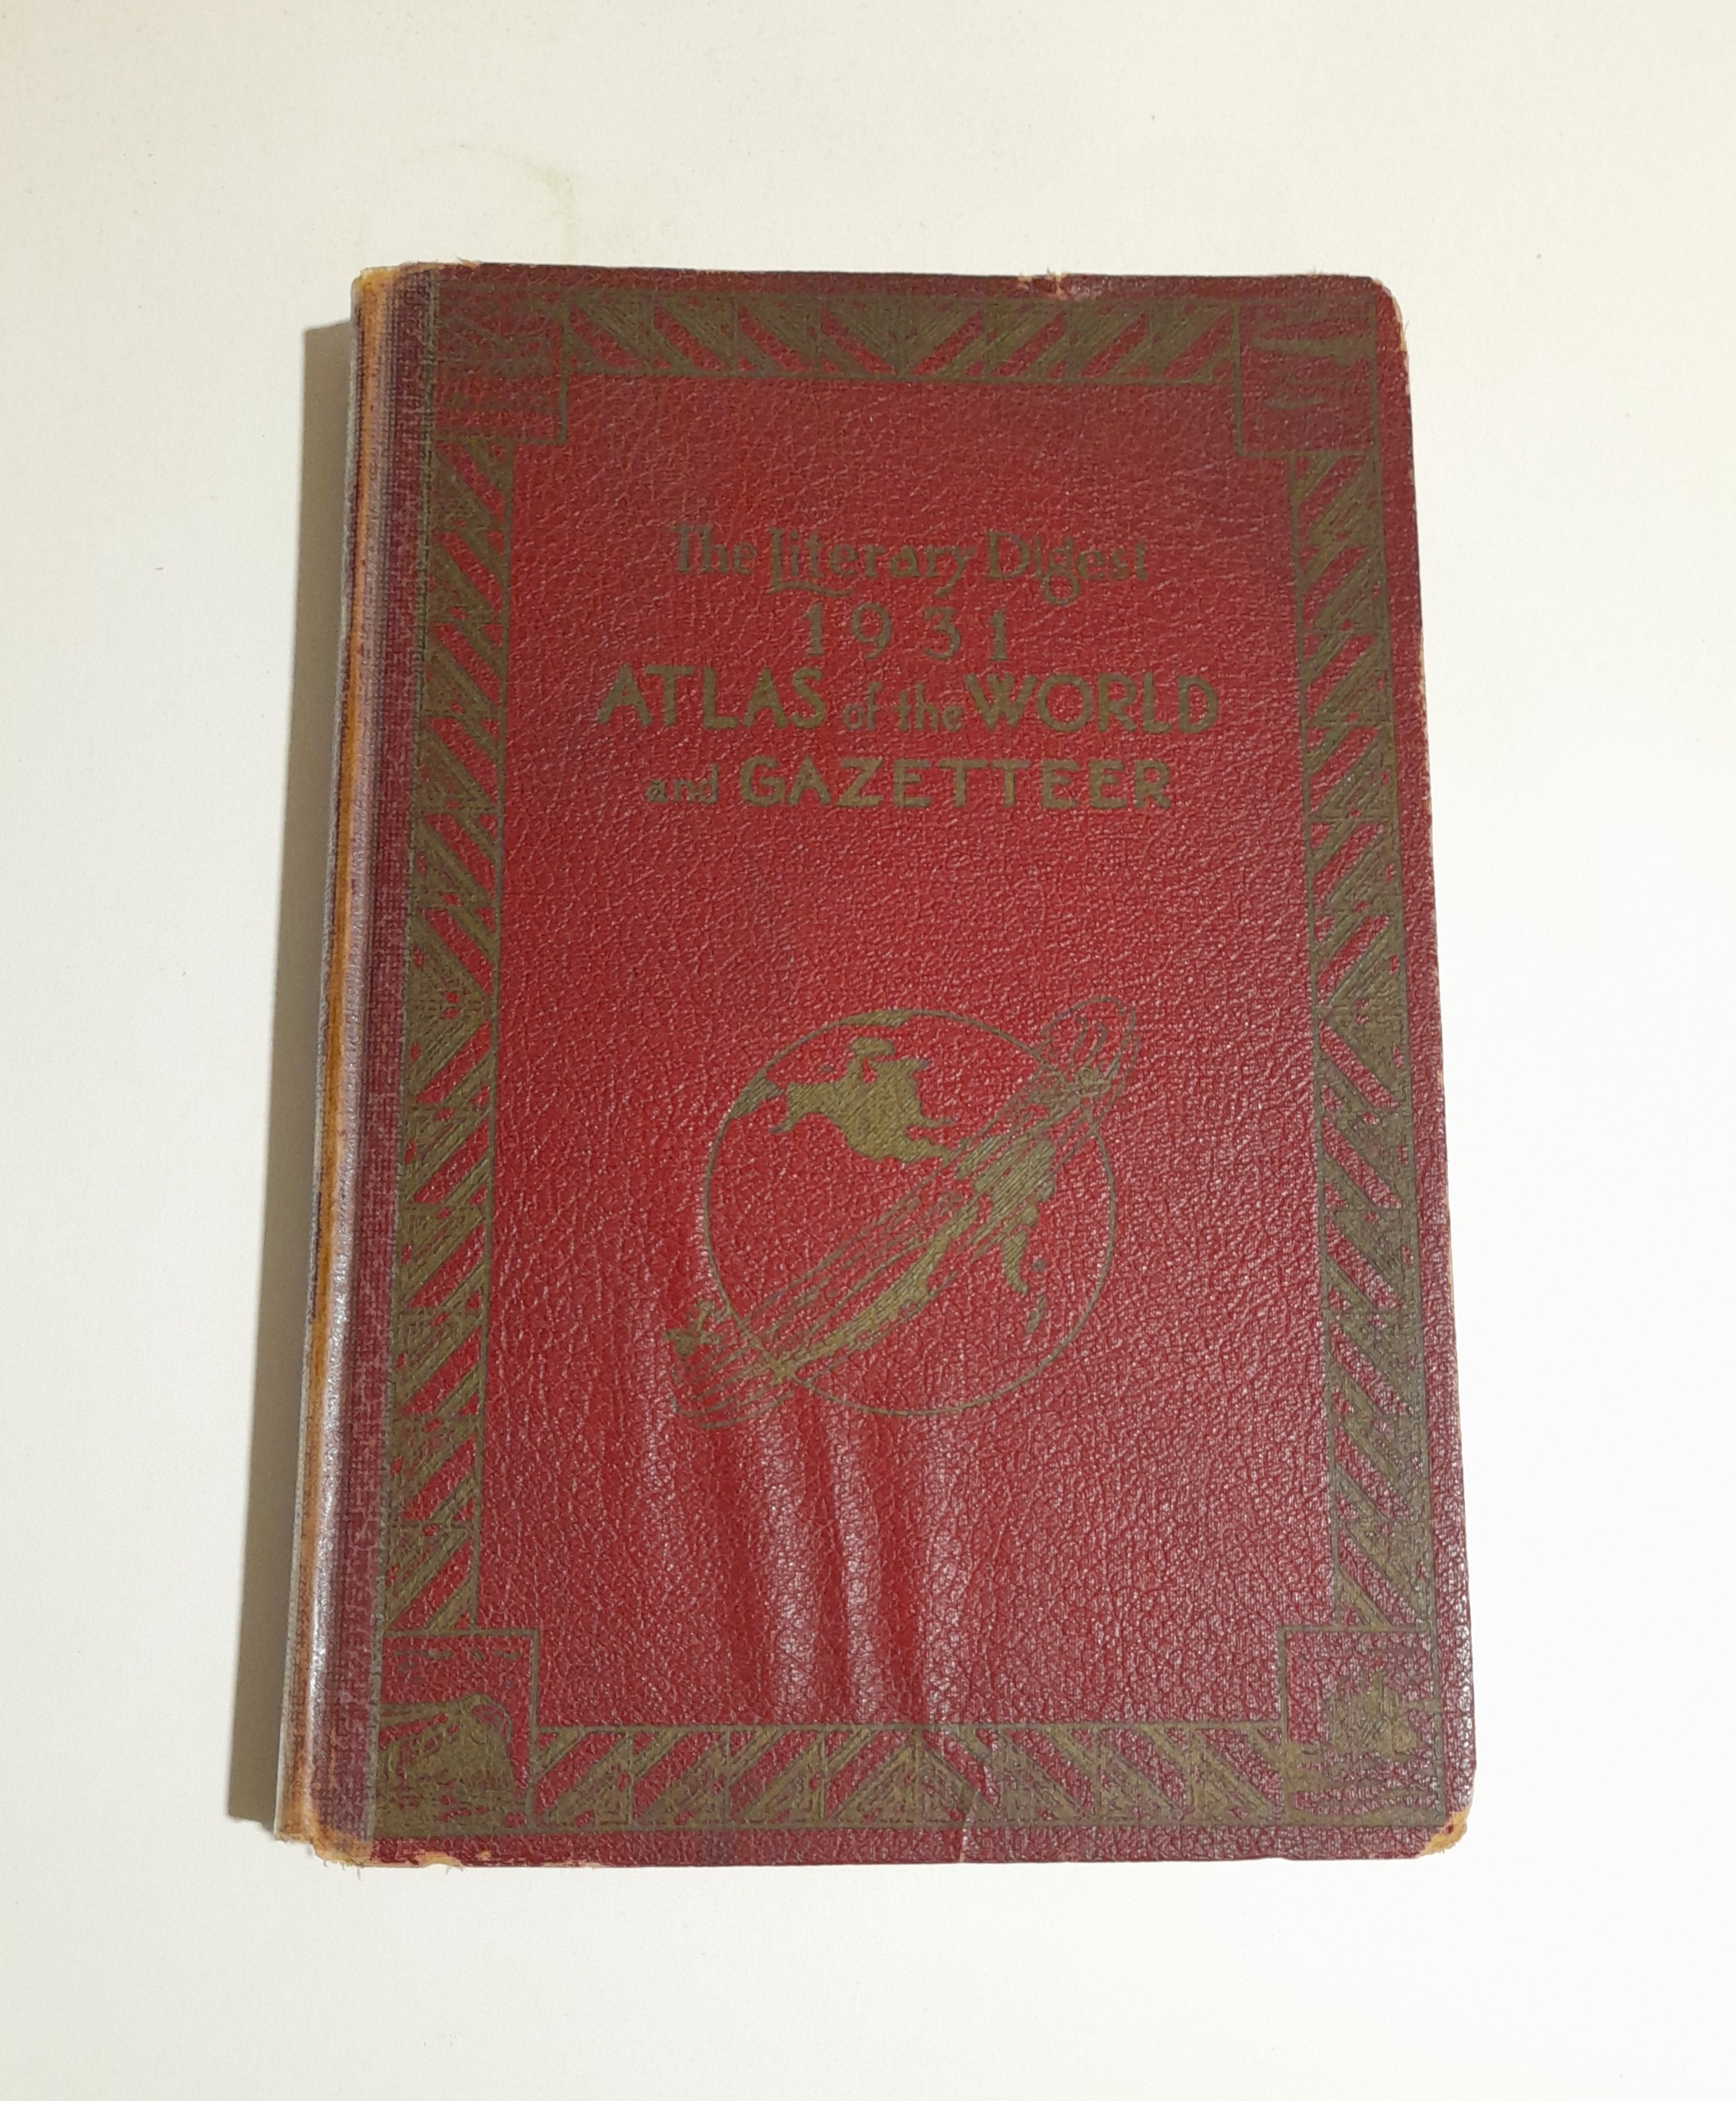 The Literary Digest
1931
ATLAS of the WORLD
and GAZETTEER